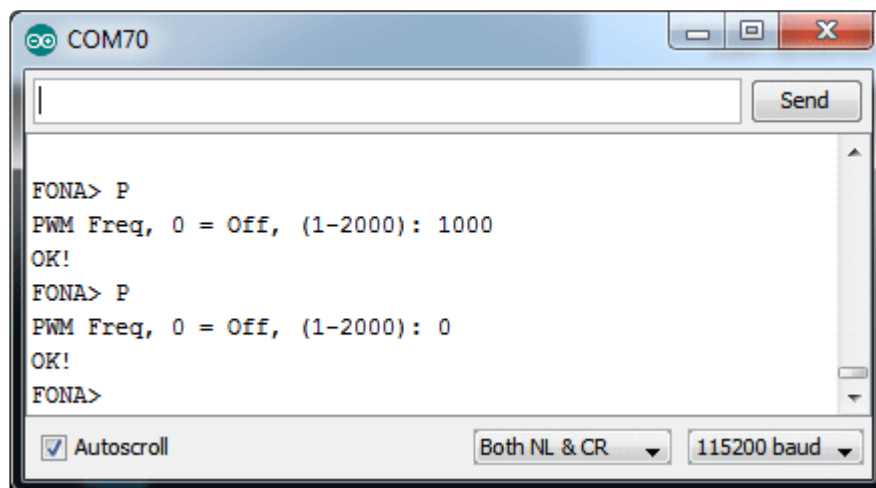 COM70
Send
FONA> P
PWM Freq, 0 = Off, (1-2000): 1000
OK!
FONA> P
PWM Freq, 0 = Off, (1-2000): 0
OK!
FONA>
Autoscroll
Both NL & CR
115200 baud